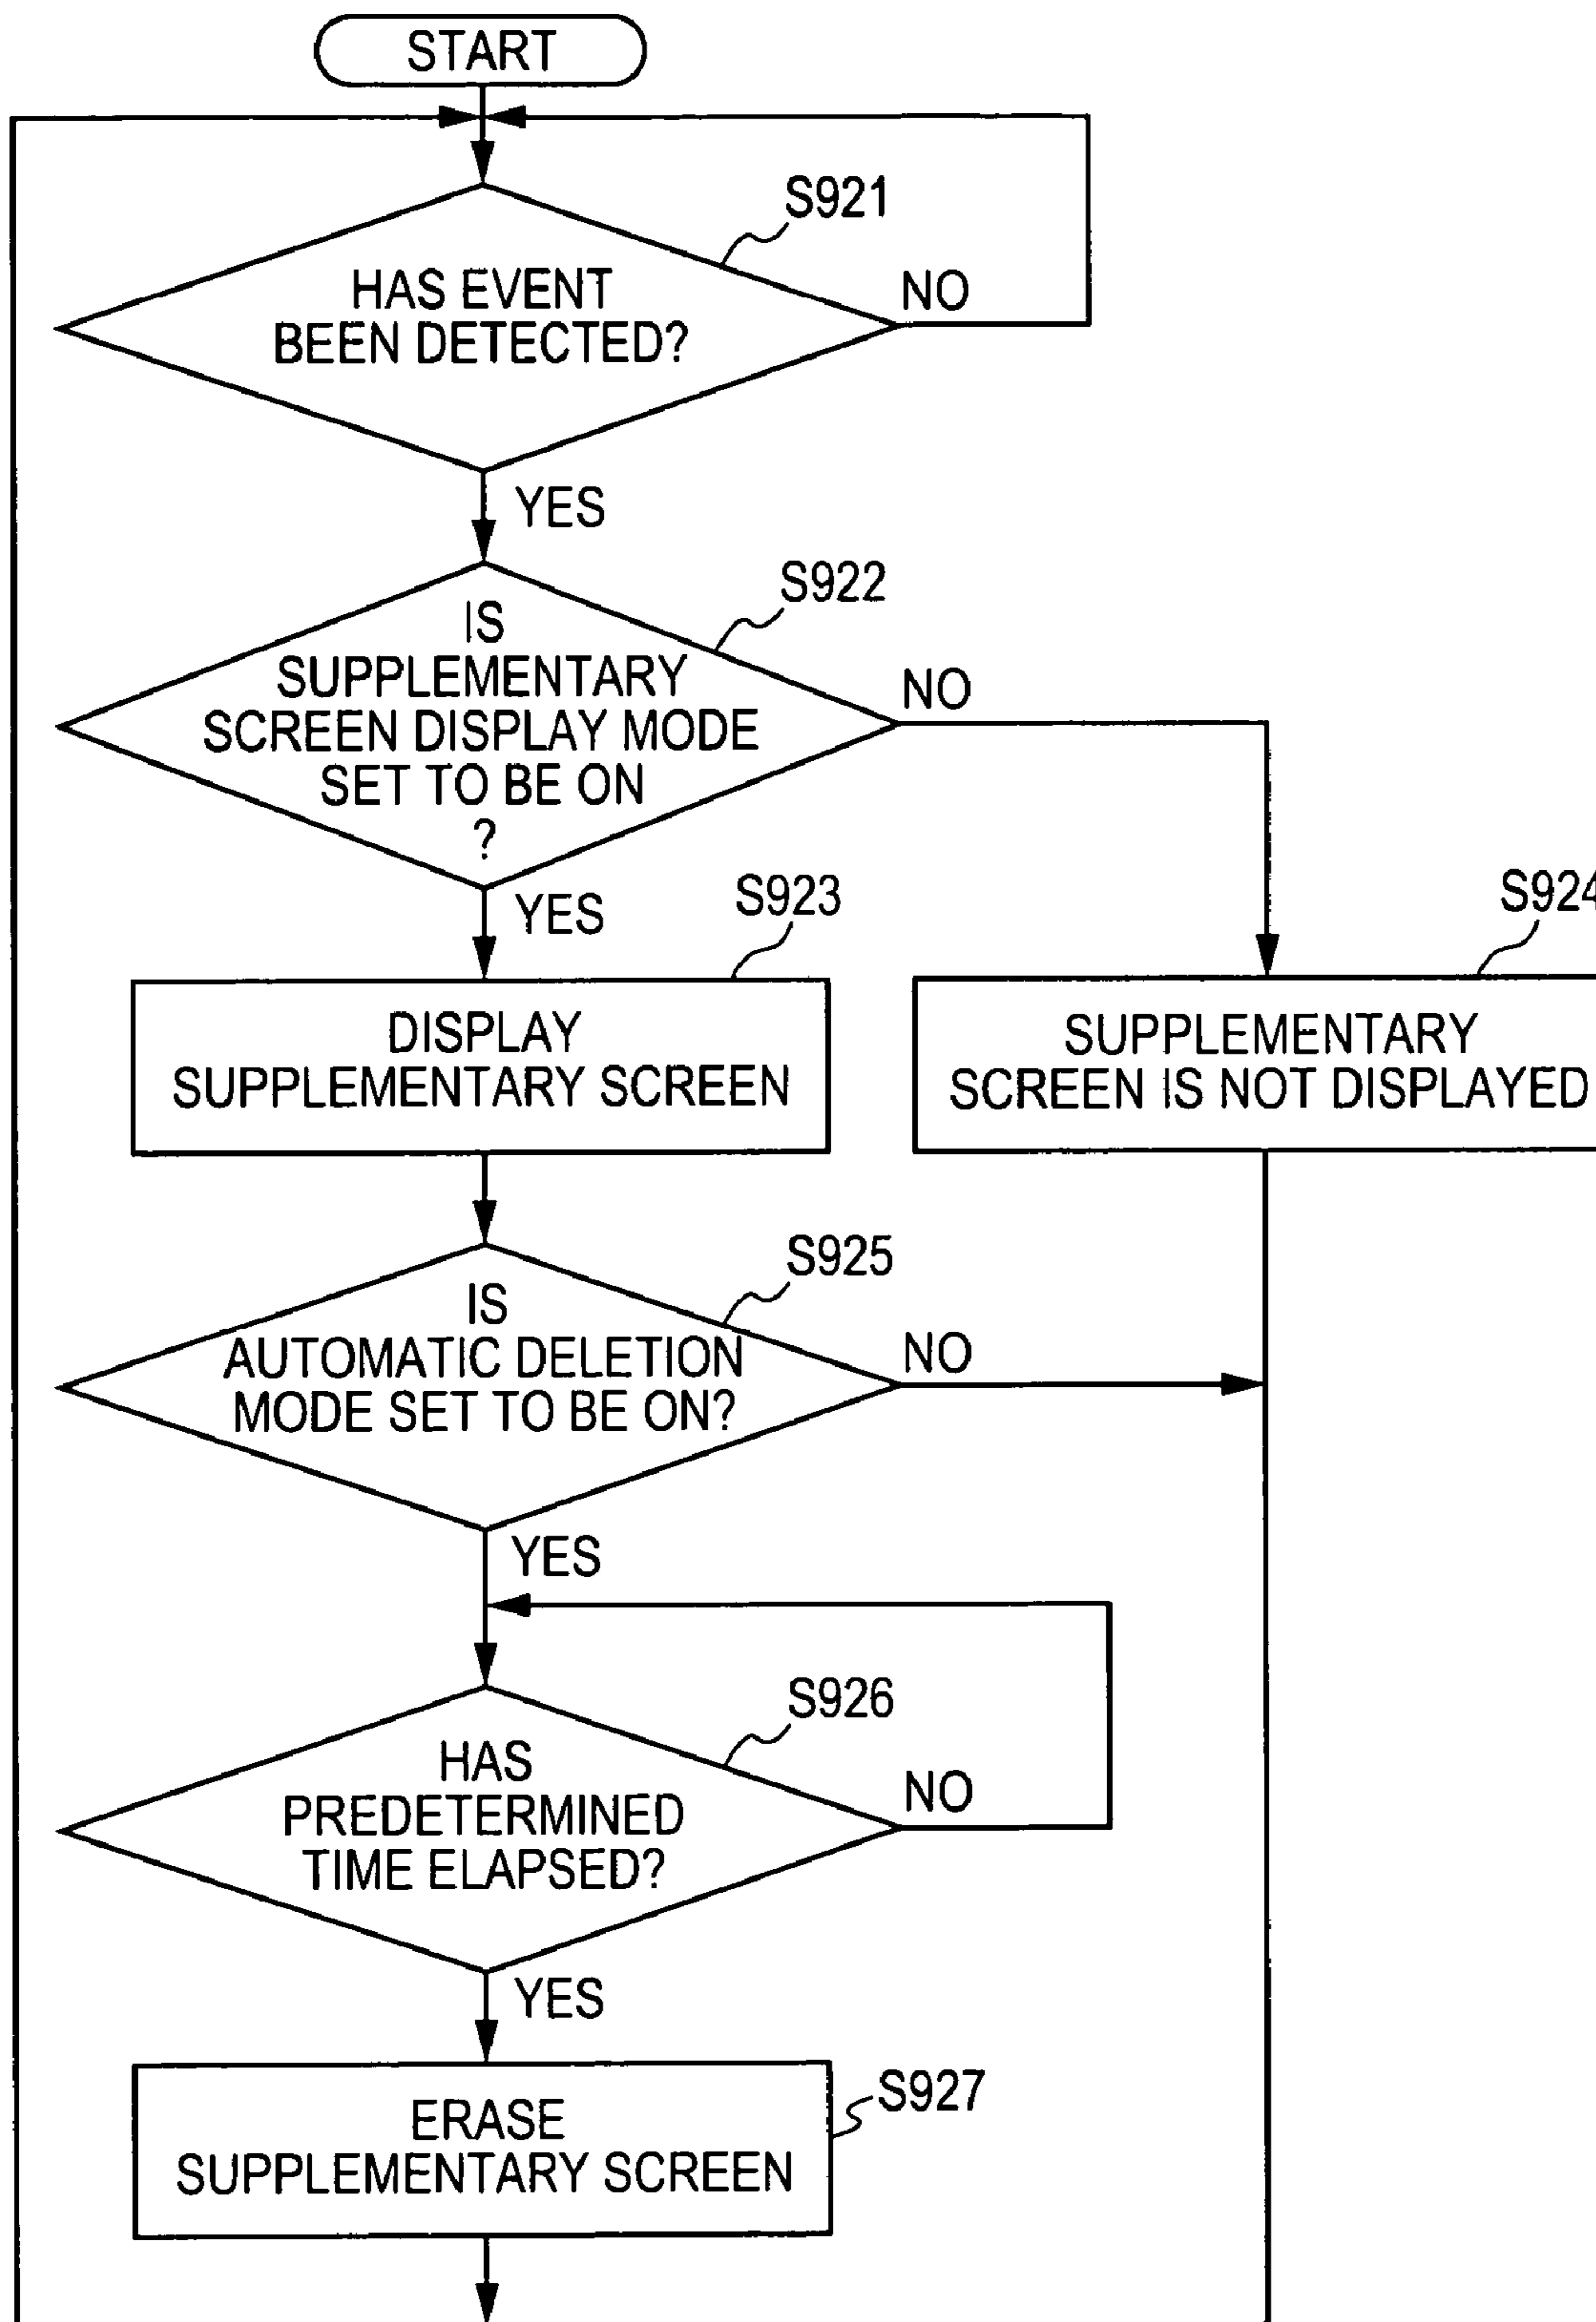 START
S921
HAS EVENT
BEEN DETECTED?
NO
YES
S922
IS
SUPPLEMENTARY
SCREEN DISPLAY MODE
SET TO BE ON
?
NO
YES
S923
S924
DISPLAY
SUPPLEMENTARY SCREEN
SUPPLEMENTARY
SCREEN IS NOT DISPLAYED
S925
IS
AUTOMATIC DELETION
MODE SET TO BE ON?
NO
YES
S926
HAS
PREDETERMINED
TIME ELAPSED?
NO
YES
S927
ERASE
SUPPLEMENTARY SCREEN